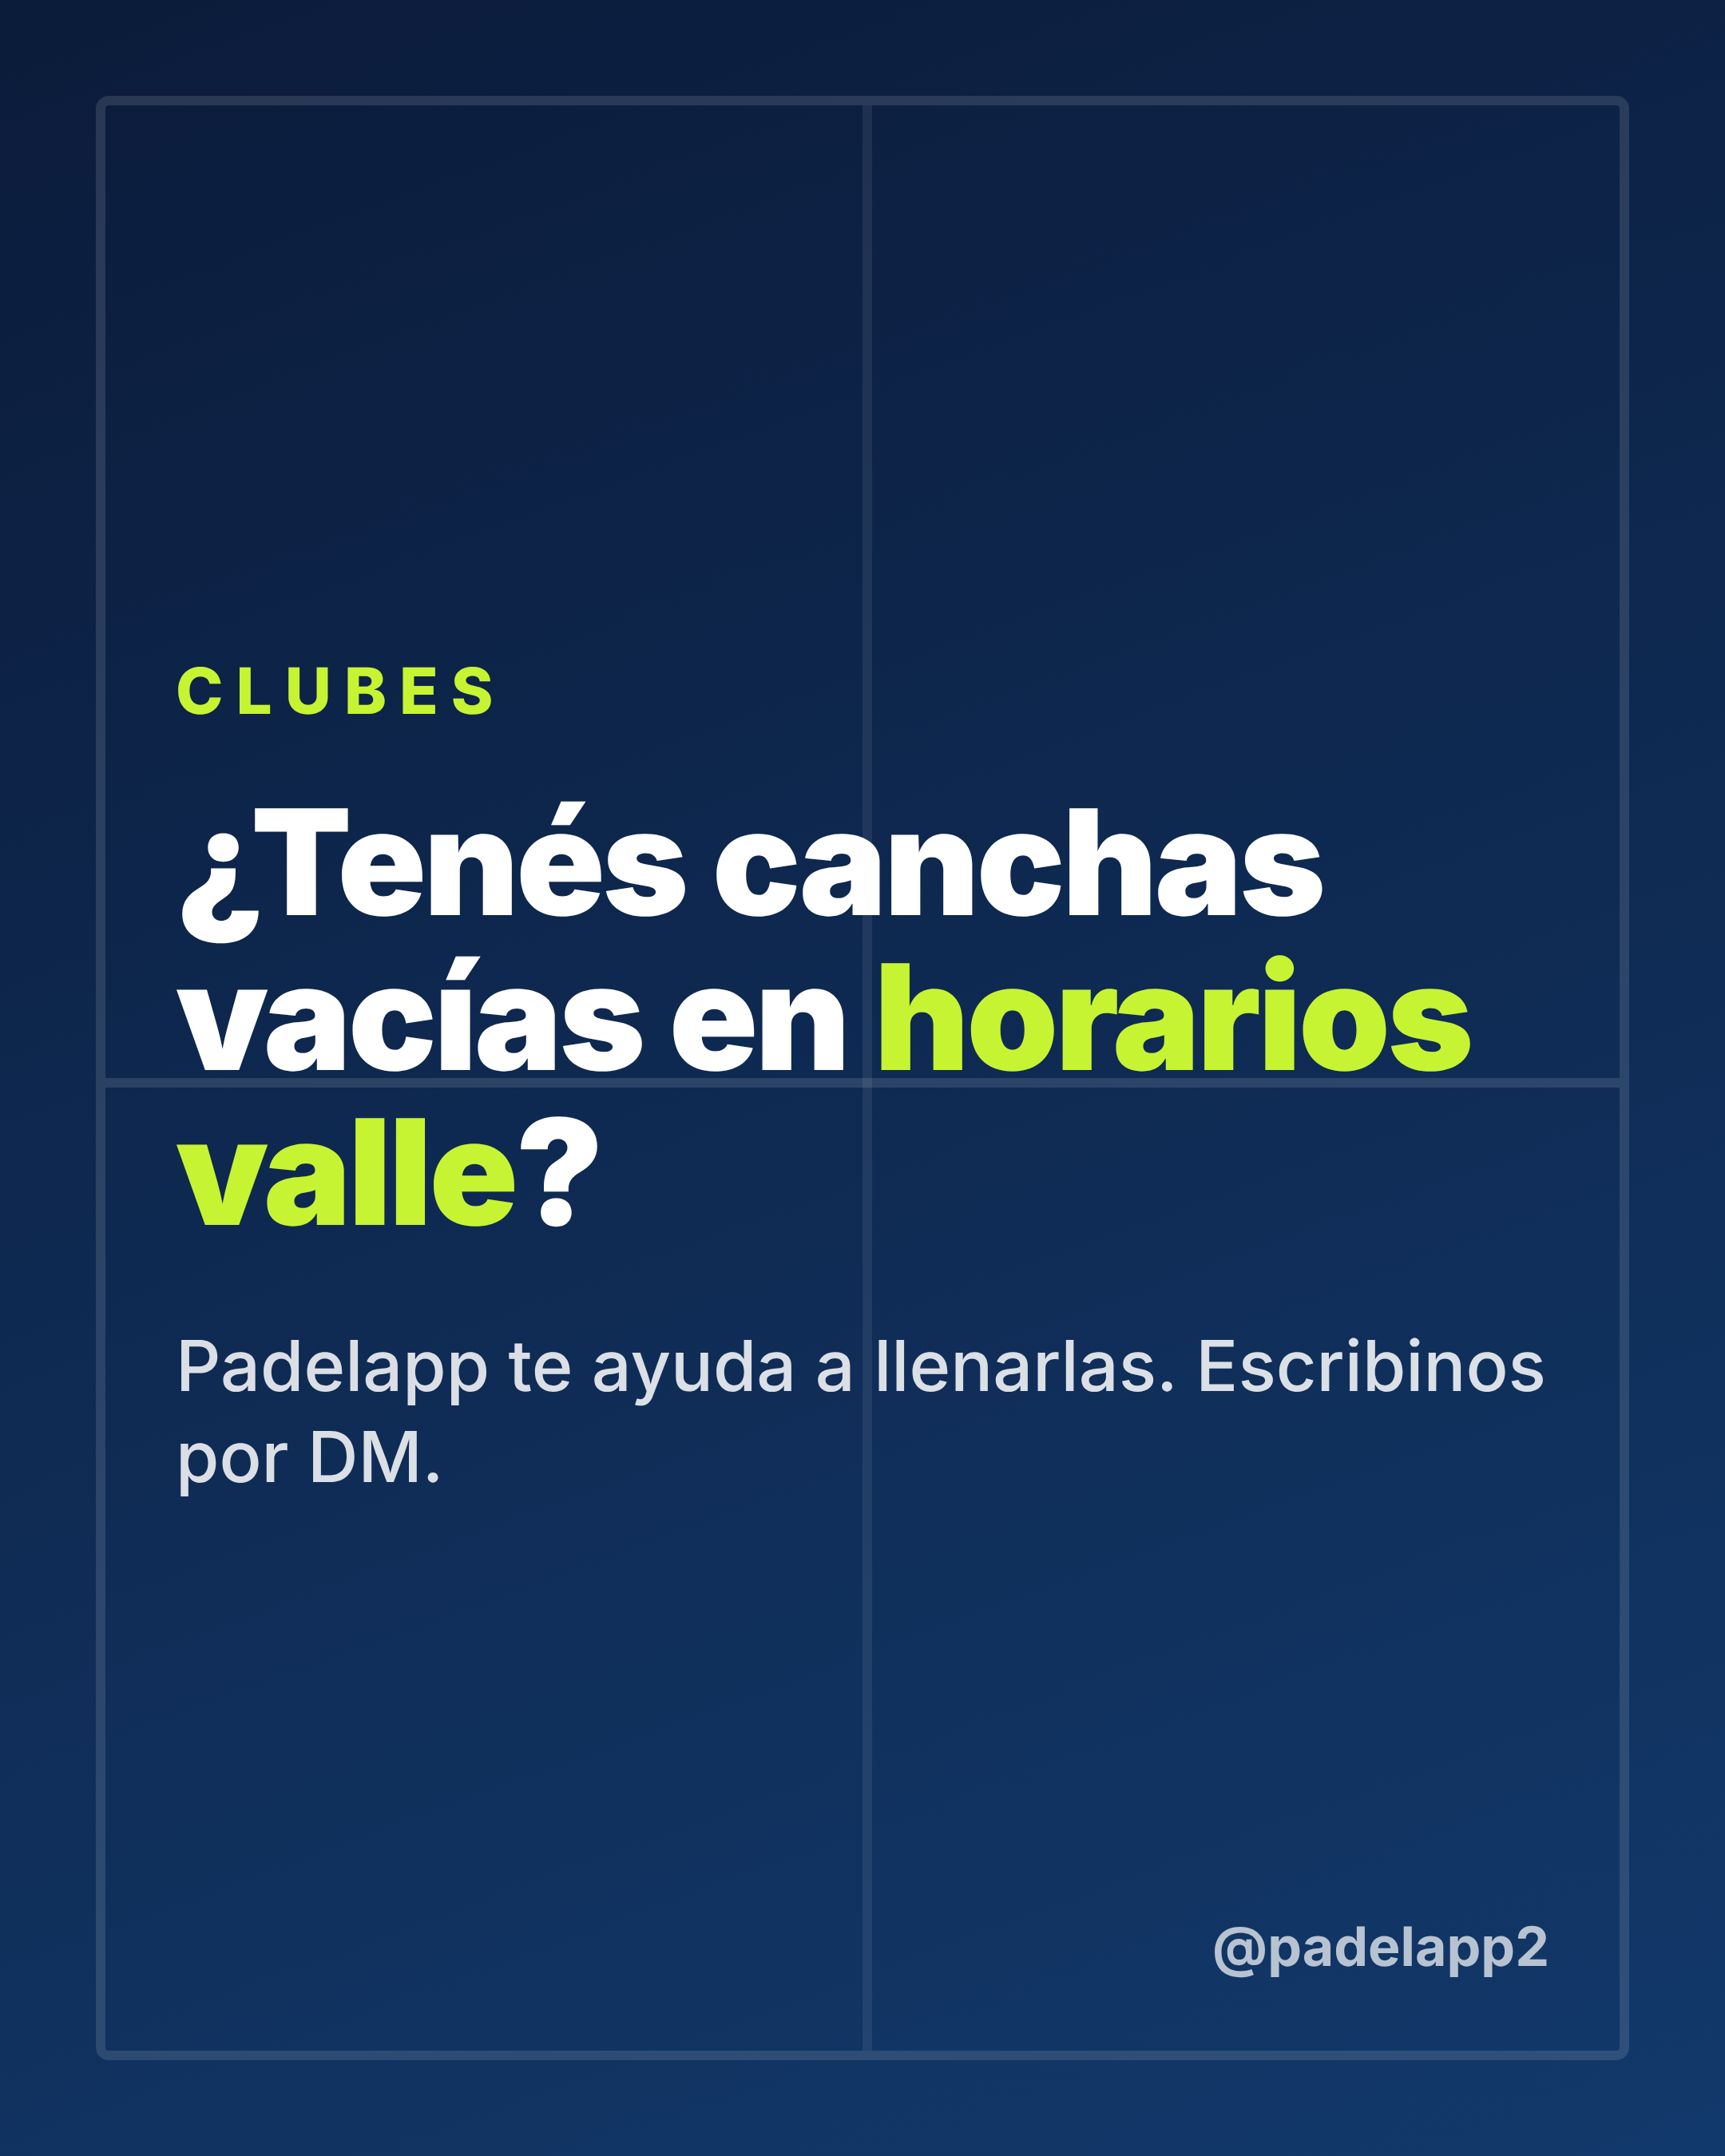 CLUBES
¿Tenés canchas
vacías en horarios
valle?
Padelapp te ayuda a llenarlas. Escribinos
por DM.
@padelapp2